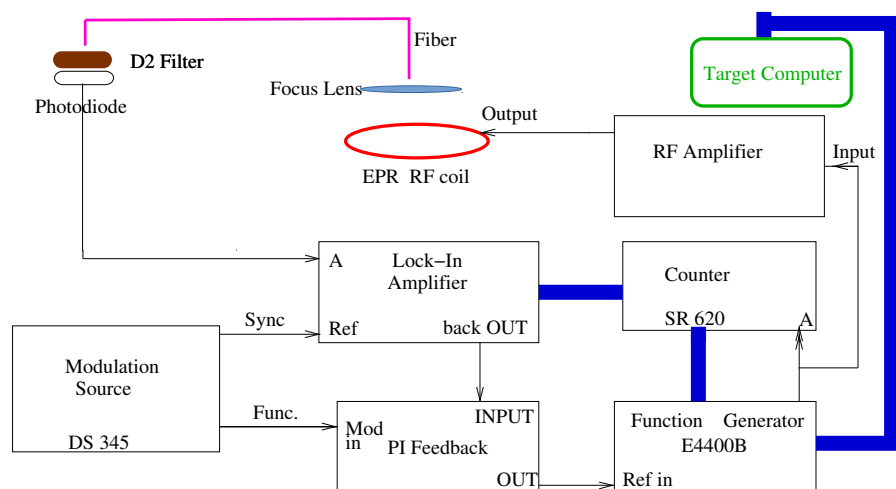 Fiber
D2 Filter
Photodiode
Focus Lens
Target Computer
Output
RF Amplifier
Input
EPR RF coil
A
Lock-In
Amplifier
Ref
back OUT
Counter
SR 620
A
Sync
Modulation
Source
DS 345
Func.
Mod
in
INPUT
PI Feedback
OUT
Function Generator
E4400B
Ref in